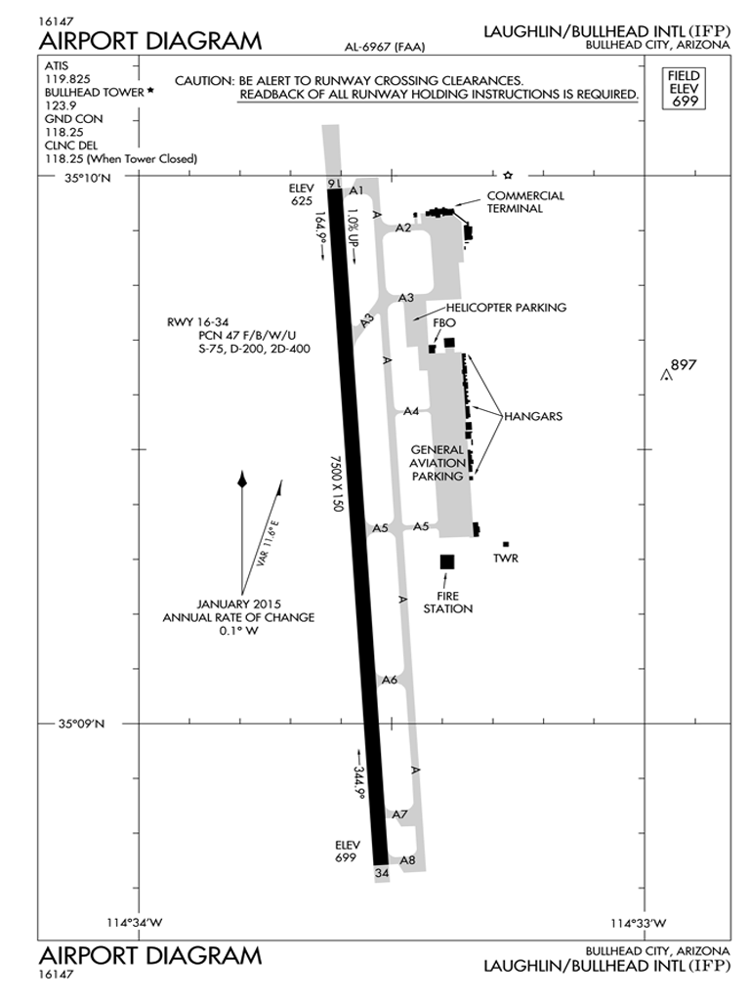 16147
AIRPORT DIAGRAM
AL-6967 (FAA)
LAUGHLIN/BULLHEAD INTL (IFP)
BULLHEAD CITY, ARIZONA
ATIS
119.825
BULLHEAD TOWER ★
123.9
GND CON
118.25
CLNC DEL
118.25 (When Tower Closed)
CAUTION: BE ALERT TO RUNWAY CROSSING CLEARANCES.
READBACK OF ALL RUNWAY HOLDING INSTRUCTIONS IS REQUIRED.
FIELD
ELEV
699
35°10'N
ELEV
625
16
A1
164.9°
1.0% UP
A
A2
COMMERCIAL
TERMINAL
A3
A3
HELICOPTER PARKING
FBO
RWY 16-34
PCN 47 F/B/W/U
S-75, D-200, 2D-400
A
897
A4
HANGARS
GENERAL
AVIATION
PARKING
7500 X 150
VAR 11.6° E
A5
A5
TWR
FIRE
STATION
JANUARY 2015
ANNUAL RATE OF CHANGE
0.1° W
A
A6
35°09'N
344.9°
A
A7
ELEV
699
A8
34
114°34'W
114°33'W
AIRPORT DIAGRAM
16147
BULLHEAD CITY, ARIZONA
LAUGHLIN/BULLHEAD INTL (IFP)